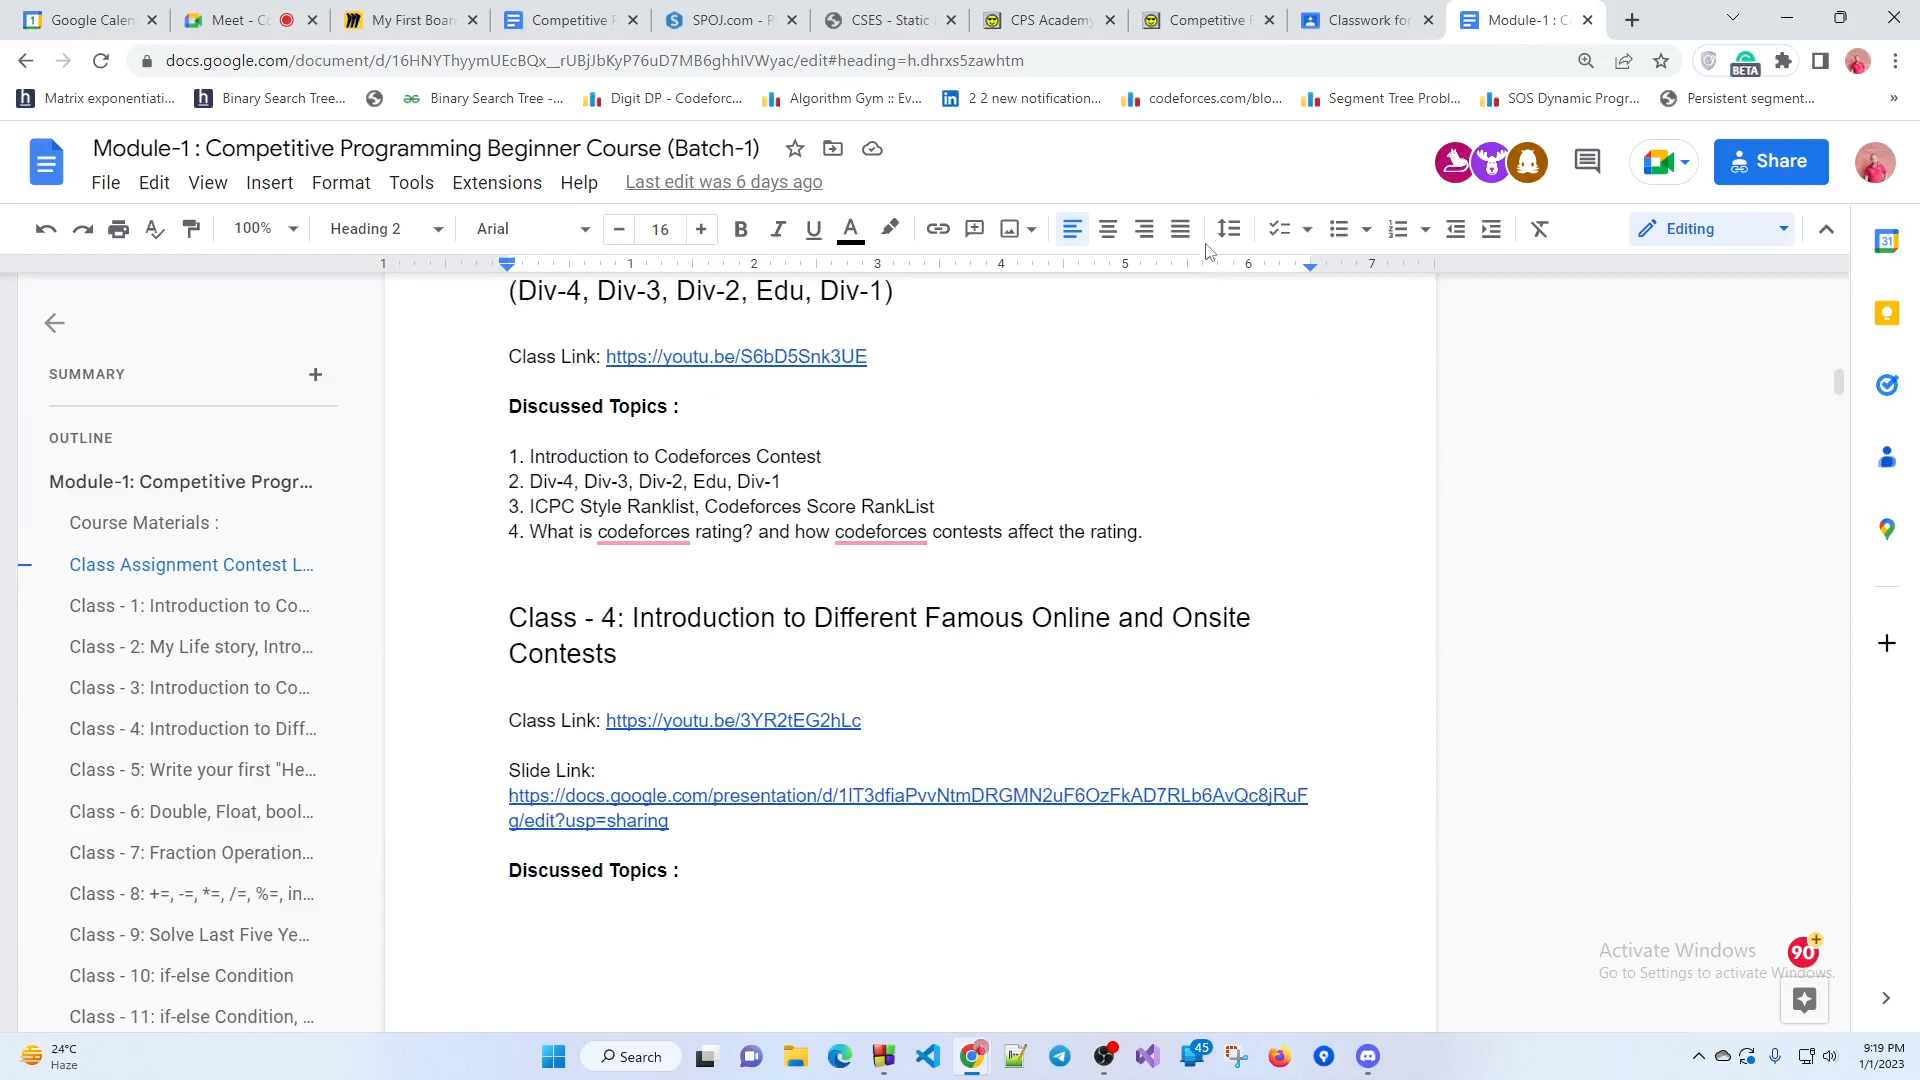 Google Calen
Meet - Co
My First Boar
Competitive P
SPOJ.com - P
CSES - Static
CPS Academy
Competitive P
Classwork for
Module-1 : C
docs.google.com/document/d/16HNYThyymUEcBQx__rUBjJbKyP76uD7MB6ghhIVWyac/edit#heading=h.dhrxs5zawhtm
BETA
Matrix exponentiati...
Binary Search Tree...
Binary Search Tree -...
Digit DP - Codeforc...
Algorithm Gym :: Ev...
2 2 new notification...
codeforces.com/blo...
Segment Tree Probl...
SOS Dynamic Progr...
Persistent segment...
»
Module-1 : Competitive Programming Beginner Course (Batch-1)
Share
File Edit View Insert Format Tools Extensions Help Last edit was 6 days ago
100% Heading 2 Arial 16 B I U A Editing
1 1 2 3 4 5 6 7
31
SUMMARY
OUTLINE
Module-1: Competitive Progr...
Course Materials :
Class Assignment Contest L...
Class - 1: Introduction to Co...
Class - 2: My Life story, Intro...
Class - 3: Introduction to Co...
Class - 4: Introduction to Diff...
Class - 5: Write your first "He...
Class - 6: Double, Float, bool...
Class - 7: Fraction Operation...
Class - 8: +=, -=, *=, /=, %=, in...
Class - 9: Solve Last Five Ye...
Class - 10: if-else Condition
Class - 11: if-else Condition, ...
(Div-4, Div-3, Div-2, Edu, Div-1)
Class Link: https://youtu.be/S6bD5Snk3UE
Discussed Topics :
1. Introduction to Codeforces Contest
2. Div-4, Div-3, Div-2, Edu, Div-1
3. ICPC Style Ranklist, Codeforces Score RankList
4. What is codeforces rating? and how codeforces contests affect the rating.
Class - 4: Introduction to Different Famous Online and Onsite
Contests
Class Link: https://youtu.be/3YR2tEG2hLc
Slide Link:
https://docs.google.com/presentation/d/1lT3dfiaPvvNtmDRGMN2uF6OzFkAD7RLb6AvQc8jRuF
g/edit?usp=sharing
Discussed Topics :
Activate Windows
Go to Settings to activate Windows.
90
24°C
Haze
Search
45
9:19 PM
1/1/2023